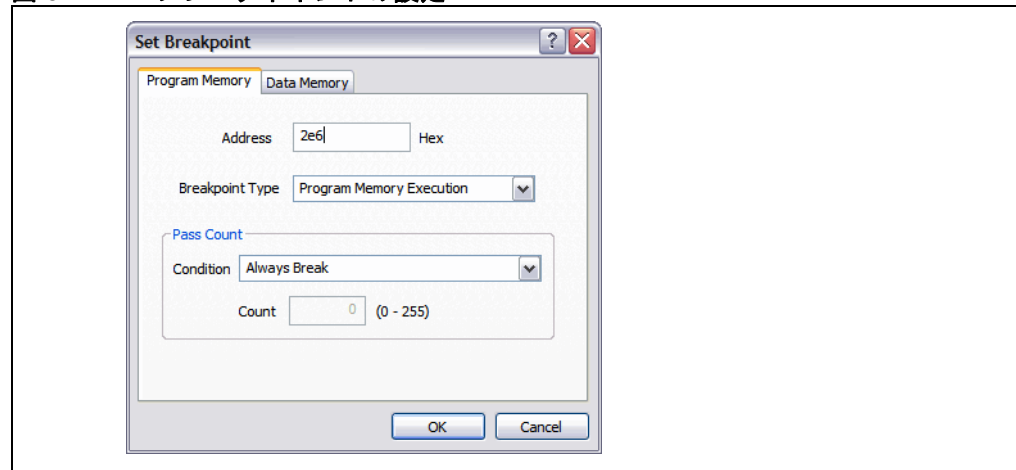 Set Breakpoint
Program Memory Data Memory
Address 2e6 Hex
Breakpoint Type Program Memory Execution
Pass Count
Condition Always Break
Count 0 (0 - 255)
OK Cancel